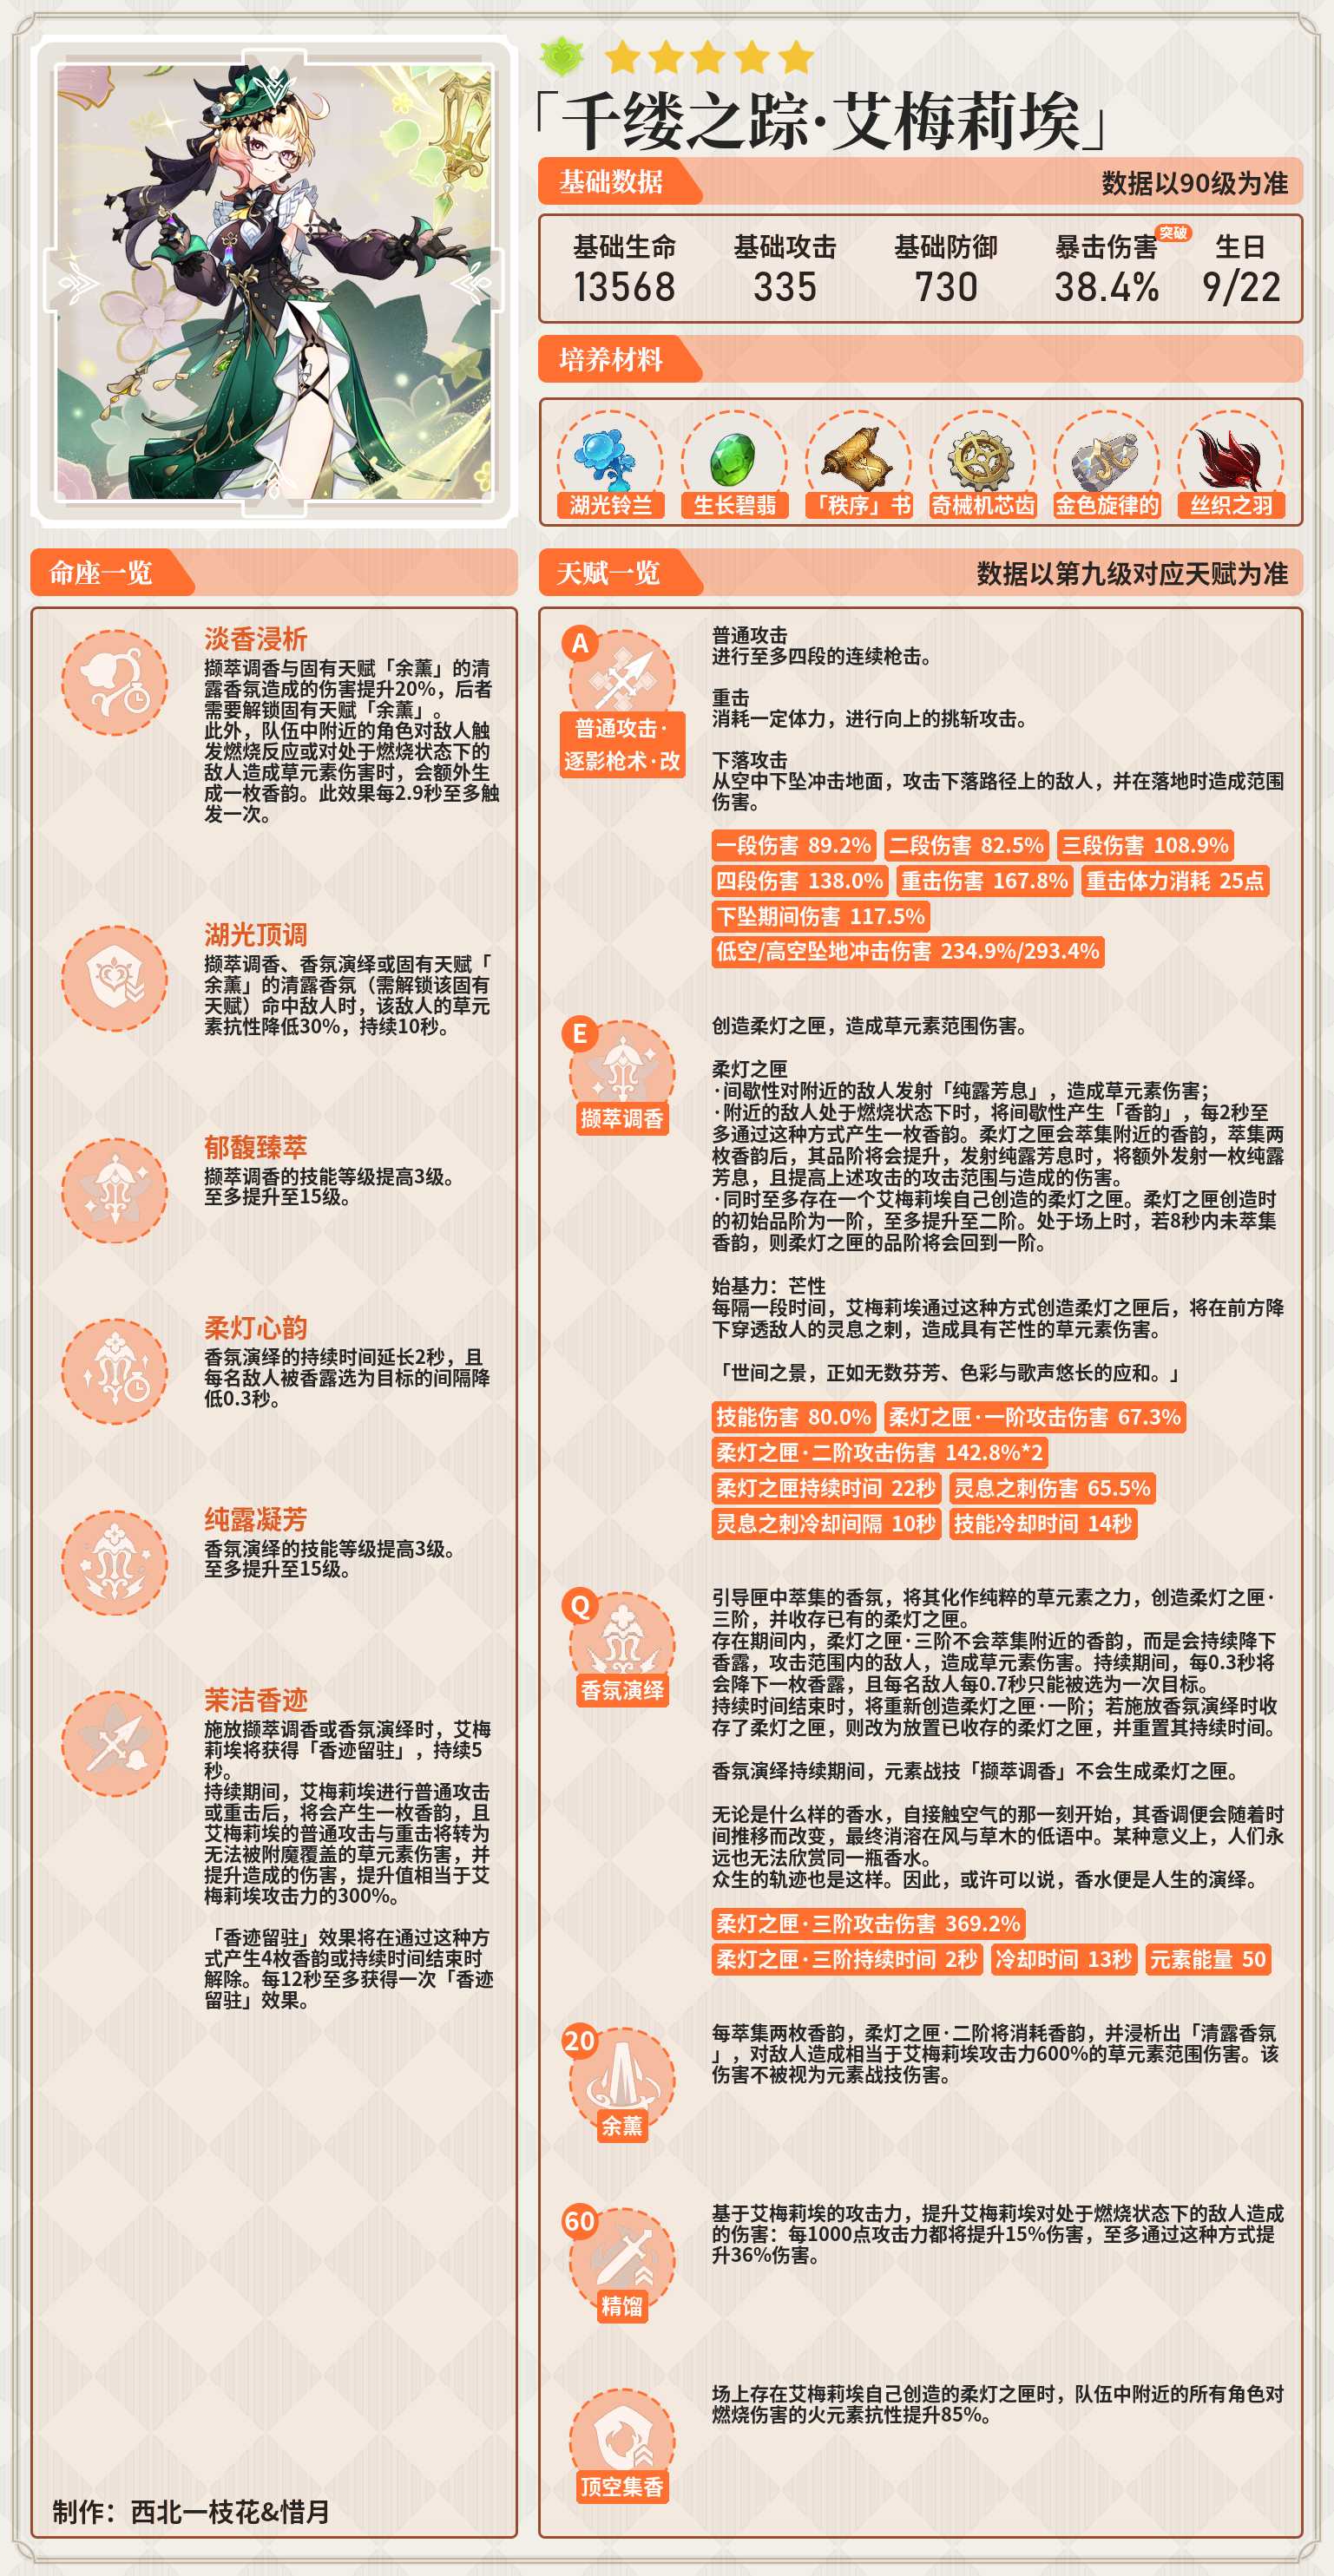 「千缕之踪·艾梅莉埃」
基础数据
数据以90级为准
基础生命
13568
基础攻击
335
基础防御
730
暴击伤害
突破
38.4%
生日
9/22
培养材料
湖光铃兰
生长碧翡
「秩序」书
奇械机芯齿
金色旋律的
丝织之羽
命座一览
淡香浸析
撷萃调香与固有天赋「余薰」的清
露香氛造成的伤害提升20%，后者
需要解锁固有天赋「余薰」。
此外，队伍中附近的角色对敌人触
发燃烧反应或对处于燃烧状态下的
敌人造成草元素伤害时，会额外生
成一枚香韵。此效果每2.9秒至多触
发一次。
湖光顶调
撷萃调香、香氛演绎或固有天赋「
余薰」的清露香氛（需解锁该固有
天赋）命中敌人时，该敌人的草元
素抗性降低30%，持续10秒。
郁馥臻萃
撷萃调香的技能等级提高3级。
至多提升至15级。
柔灯心韵
香氛演绎的持续时间延长2秒，且
每名敌人被香露选为目标的间隔降
低0.3秒。
纯露凝芳
香氛演绎的技能等级提高3级。
至多提升至15级。
茉洁香迹
施放撷萃调香或香氛演绎时，艾梅
莉埃将获得「香迹留驻」，持续5
秒。
持续期间，艾梅莉埃进行普通攻击
或重击后，将会产生一枚香韵，且
艾梅莉埃的普通攻击与重击将转为
无法被附魔覆盖的草元素伤害，并
提升造成的伤害，提升值相当于艾
梅莉埃攻击力的300%。
「香迹留驻」效果将在通过这种方
式产生4枚香韵或持续时间结束时
解除。每12秒至多获得一次「香迹
留驻」效果。
制作：西北一枝花&惜月
天赋一览
数据以第九级对应天赋为准
A
普通攻击·
逐影枪术·改
普通攻击
进行至多四段的连续枪击。
重击
消耗一定体力，进行向上的挑斩攻击。
下落攻击
从空中下坠冲击地面，攻击下落路径上的敌人，并在落地时造成范围
伤害。
一段伤害 89.2% 二段伤害 82.5% 三段伤害 108.9%
四段伤害 138.0% 重击伤害 167.8% 重击体力消耗 25点
下坠期间伤害 117.5%
低空/高空坠地冲击伤害 234.9%/293.4%
E
撷萃调香
创造柔灯之匣，造成草元素范围伤害。
柔灯之匣
·间歇性对附近的敌人发射「纯露芳息」，造成草元素伤害；
·附近的敌人处于燃烧状态下时，将间歇性产生「香韵」，每2秒至
多通过这种方式产生一枚香韵。柔灯之匣会萃集附近的香韵，萃集两
枚香韵后，其品阶将会提升，发射纯露芳息时，将额外发射一枚纯露
芳息，且提高上述攻击的攻击范围与造成的伤害。
·同时至多存在一个艾梅莉埃自己创造的柔灯之匣。柔灯之匣创造时
的初始品阶为一阶，至多提升至二阶。处于场上时，若8秒内未萃集
香韵，则柔灯之匣的品阶将会回到一阶。
始基力：芒性
每隔一段时间，艾梅莉埃通过这种方式创造柔灯之匣后，将在前方降
下穿透敌人的灵息之刺，造成具有芒性的草元素伤害。
「世间之景，正如无数芬芳、色彩与歌声悠长的应和。」
技能伤害 80.0% 柔灯之匣·一阶攻击伤害 67.3%
柔灯之匣·二阶攻击伤害 142.8%*2
柔灯之匣持续时间 22秒 灵息之刺伤害 65.5%
灵息之刺冷却间隔 10秒 技能冷却时间 14秒
Q
香氛演绎
引导匣中萃集的香氛，将其化作纯粹的草元素之力，创造柔灯之匣·
三阶，并收存已有的柔灯之匣。
存在期间内，柔灯之匣·三阶不会萃集附近的香韵，而是会持续降下
香露，攻击范围内的敌人，造成草元素伤害。持续期间，每0.3秒将
会降下一枚香露，且每名敌人每0.7秒只能被选为一次目标。
持续时间结束时，将重新创造柔灯之匣·一阶；若施放香氛演绎时收
存了柔灯之匣，则改为放置已收存的柔灯之匣，并重置其持续时间。
香氛演绎持续期间，元素战技「撷萃调香」不会生成柔灯之匣。
无论是什么样的香水，自接触空气的那一刻开始，其香调便会随着时
间推移而改变，最终消溶在风与草木的低语中。某种意义上，人们永
远也无法欣赏同一瓶香水。
众生的轨迹也是这样。因此，或许可以说，香水便是人生的演绎。
柔灯之匣·三阶攻击伤害 369.2%
柔灯之匣·三阶持续时间 2秒 冷却时间 13秒 元素能量 50
20
余薰
每萃集两枚香韵，柔灯之匣·二阶将消耗香韵，并浸析出「清露香氛
」，对敌人造成相当于艾梅莉埃攻击力600%的草元素范围伤害。该
伤害不被视为元素战技伤害。
60
精馏
基于艾梅莉埃的攻击力，提升艾梅莉埃对处于燃烧状态下的敌人造成
的伤害：每1000点攻击力都将提升15%伤害，至多通过这种方式提
升36%伤害。
顶空集香
场上存在艾梅莉埃自己创造的柔灯之匣时，队伍中附近的所有角色对
燃烧伤害的火元素抗性提升85%。